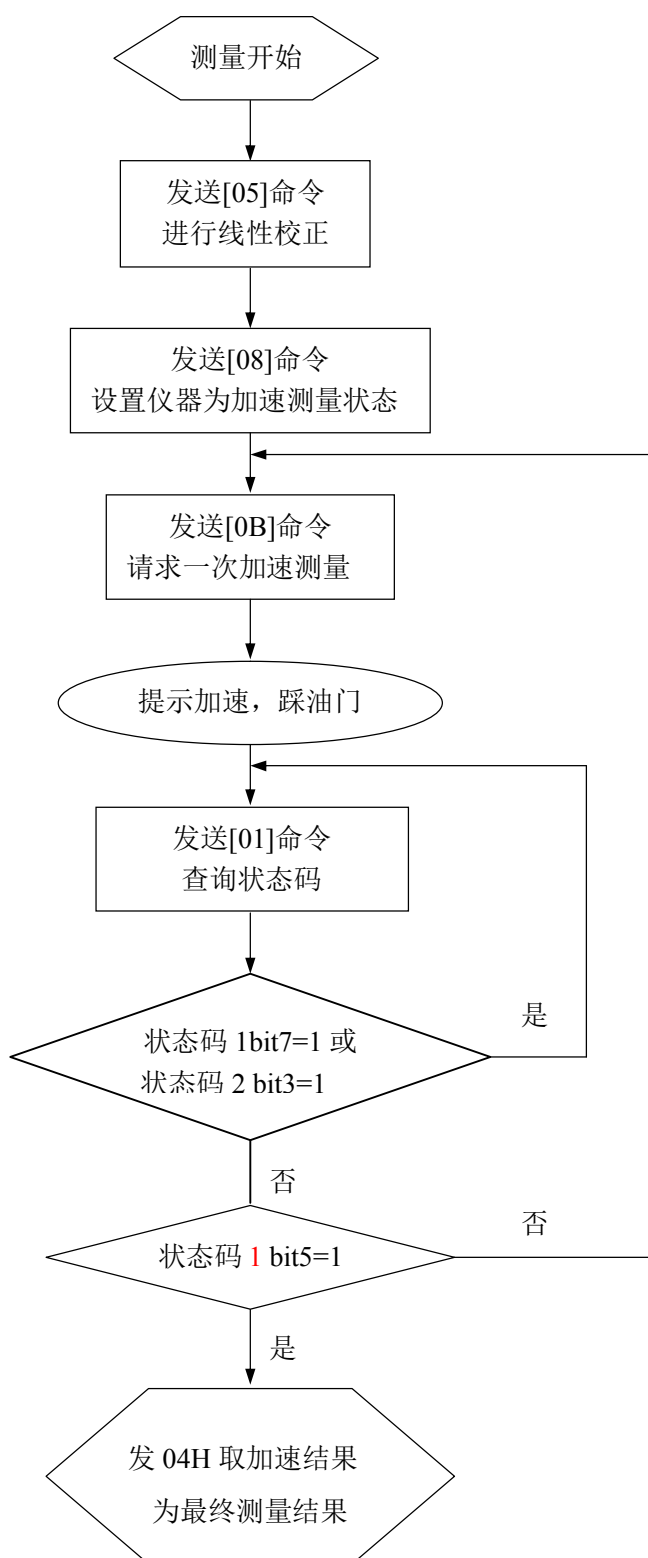 测量开始
发送[05]命令
进行线性校正
发送[08]命令
设置仪器为加速测量状态
发送[0B]命令
请求一次加速测量
提示加速，踩油门
发送[01]命令
查询状态码
状态码 1bit7=1 或
状态码 2 bit3=1
是
否
状态码 1 bit5=1
否
是
发 04H 取加速结果
为最终测量结果